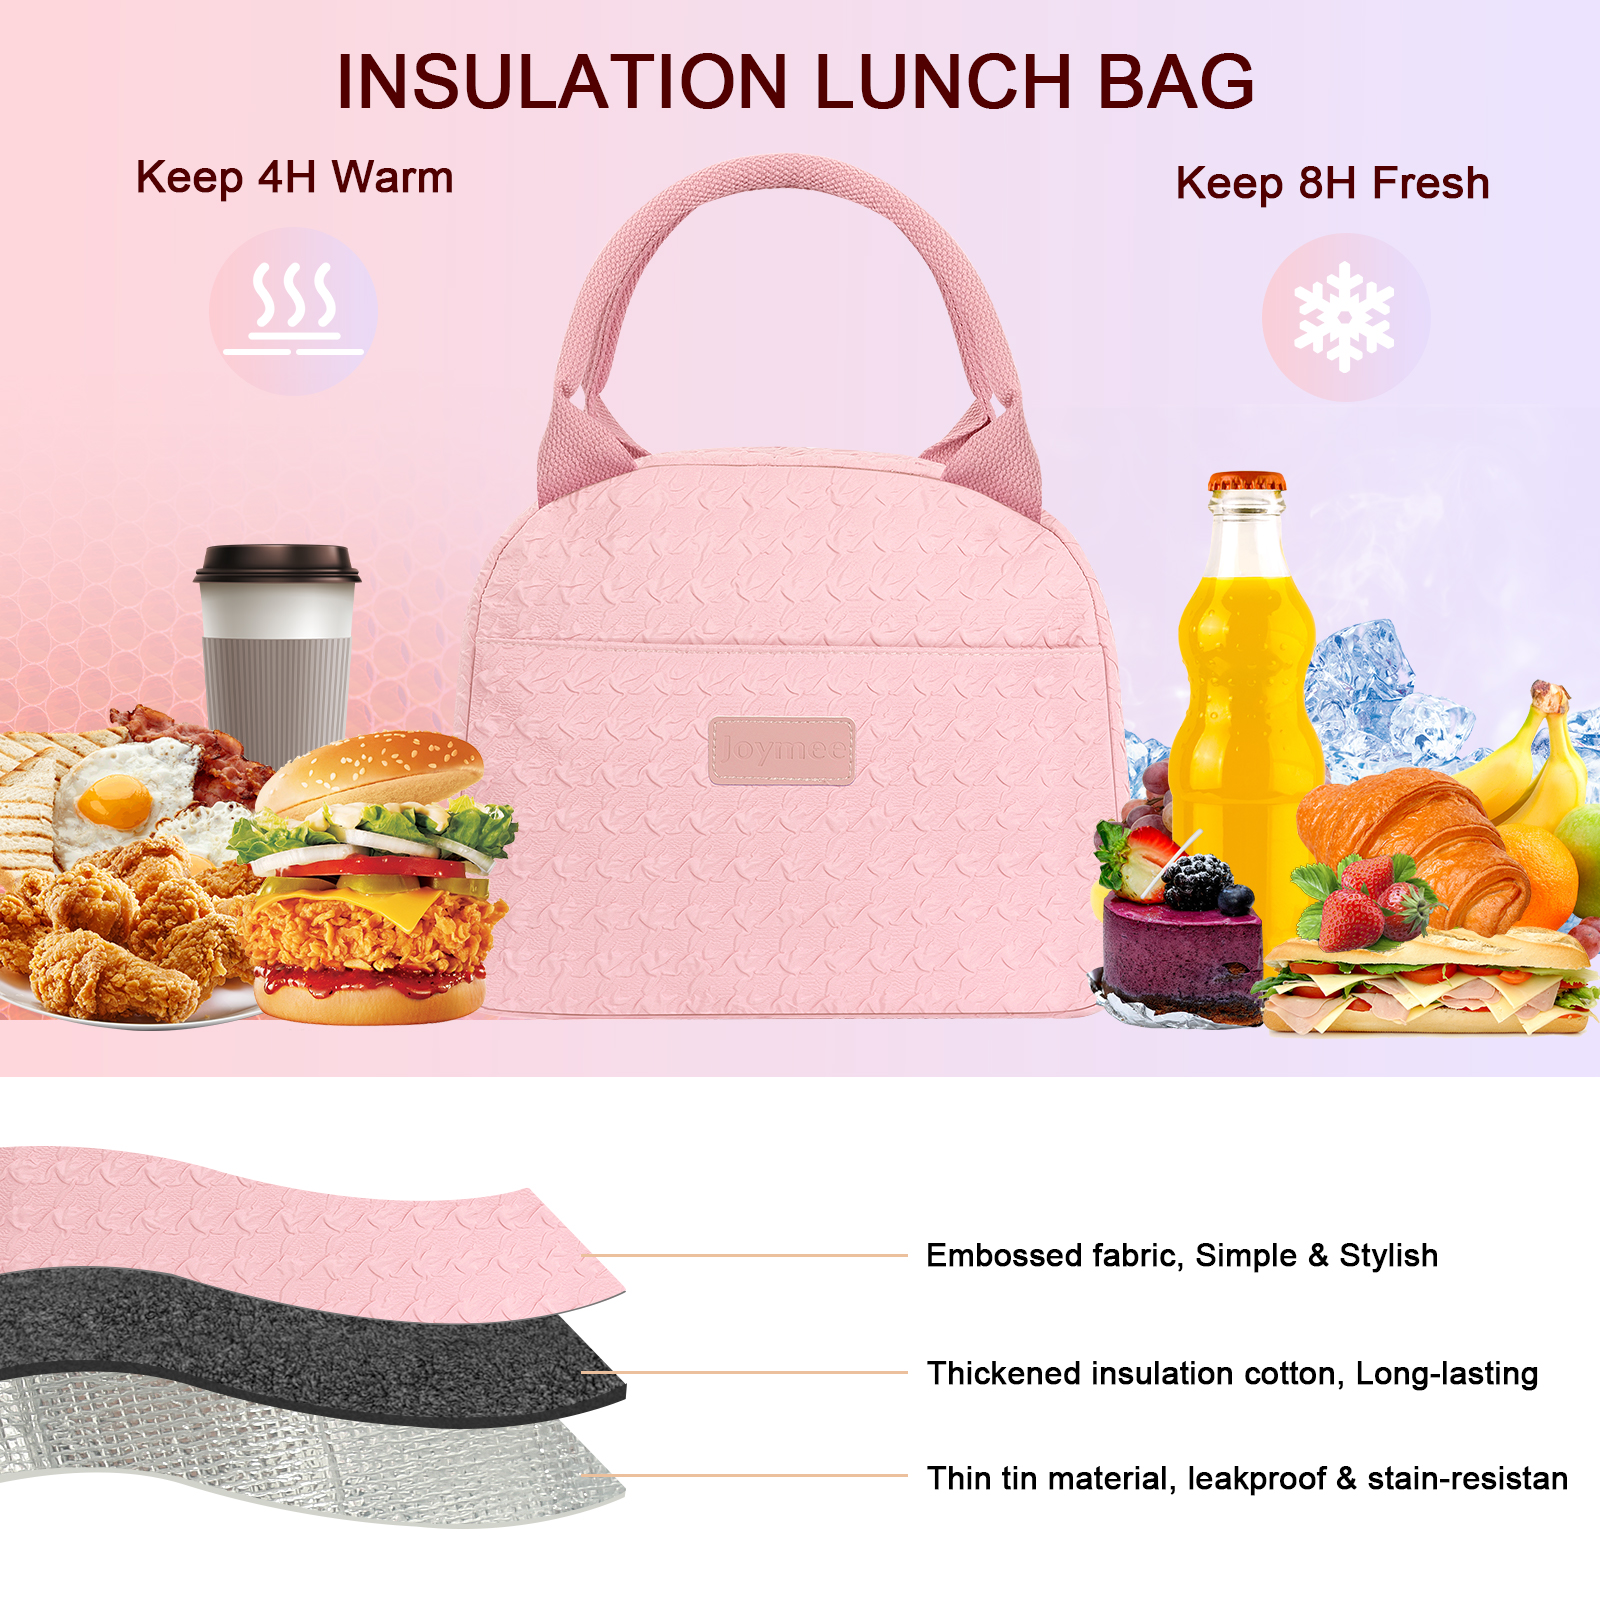 INSULATION LUNCH BAG
Keep 4H Warm
Keep 8H Fresh
Joymee
Embossed fabric, Simple & Stylish
Thickened insulation cotton, Long-lasting
Thin tin material, leakproof & stain-resistan